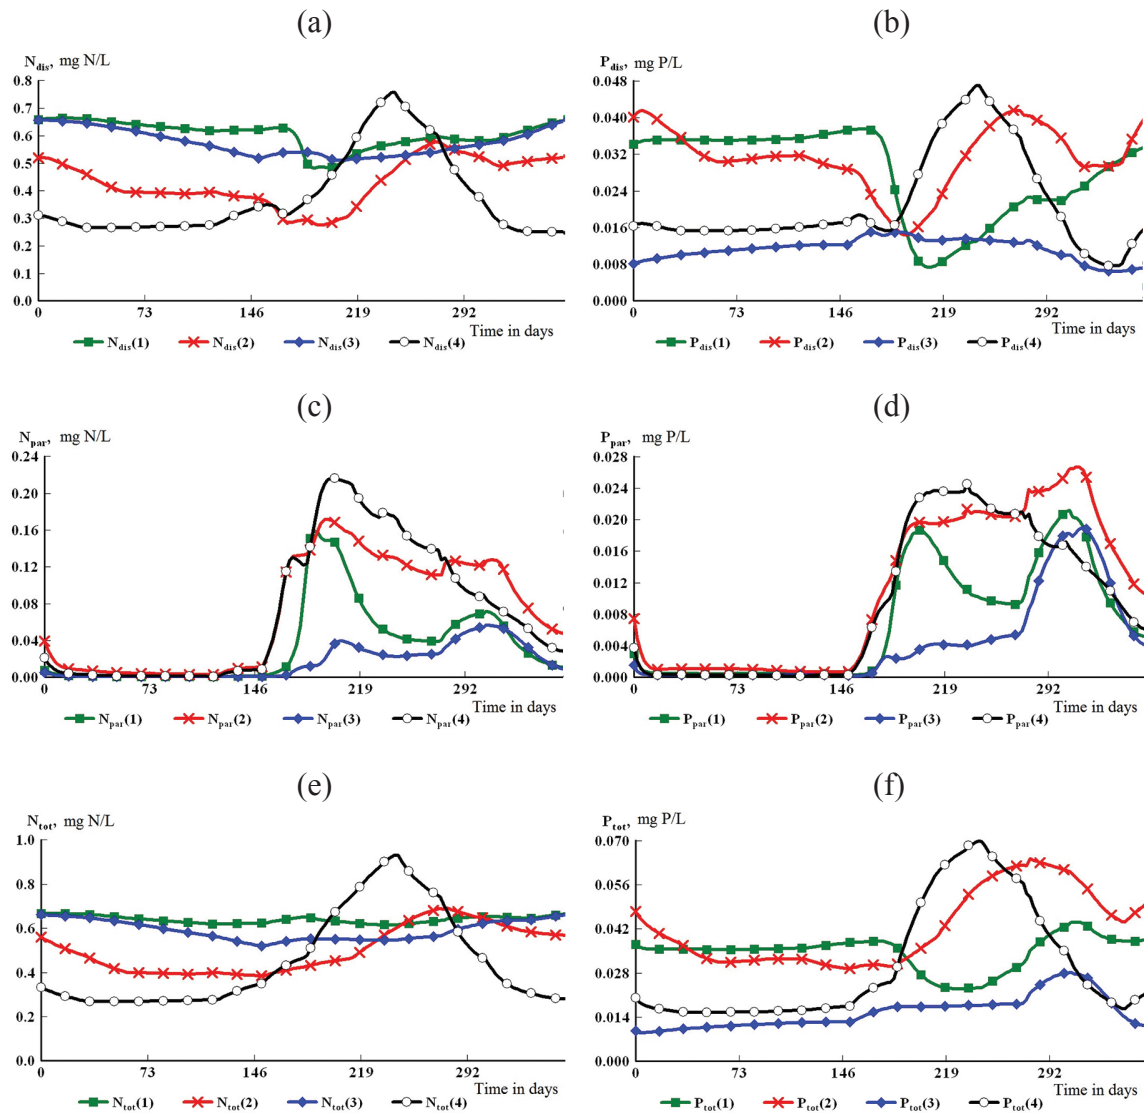 (a)
N_dis, mg N/L
0.8
0.7
0.6
0.5
0.4
0.3
0.2
0.1
0.0
0 73 146 219 292
Time in days
N_dis(1) N_dis(2) N_dis(3) N_dis(4)
(b)
P_dis, mg P/L
0.048
0.040
0.032
0.024
0.016
0.008
0.000
0 73 146 219 292
Time in days
P_dis(1) P_dis(2) P_dis(3) P_dis(4)
(c)
N_par, mg N/L
0.24
0.20
0.16
0.12
0.08
0.04
0.00
0 73 146 219 292
Time in days
N_par(1) N_par(2) N_par(3) N_par(4)
(d)
P_par, mg P/L
0.028
0.024
0.020
0.016
0.012
0.008
0.004
0.000
0 73 146 219 292
Time in days
P_par(1) P_par(2) P_par(3) P_par(4)
(e)
N_tot, mg N/L
1.0
0.8
0.6
0.4
0.2
0.0
0 73 146 219 292
Time in days
N_tot(1) N_tot(2) N_tot(3) N_tot(4)
(f)
P_tot, mg P/L
0.070
0.056
0.042
0.028
0.014
0.000
0 73 146 219 292
Time in days
P_tot(1) P_tot(2) P_tot(3) P_tot(4)